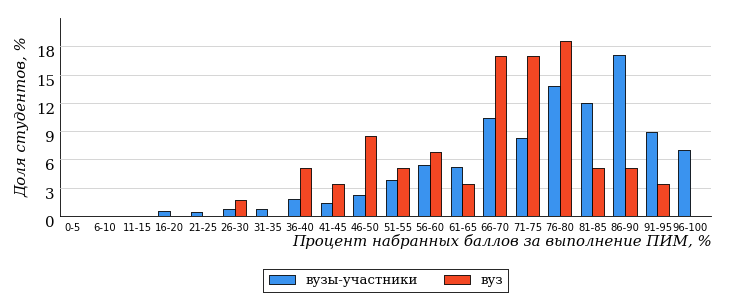 Доля студентов, %
18
15
12
9
6
3
0
0-5 6-10 11-15 16-20 21-25 26-30 31-35 36-40 41-45 46-50 51-55 56-60 61-65 66-70 71-75 76-80 81-85 86-90 91-95 96-100
Процент набранных баллов за выполнение ПИМ, %
вузы-участники вуз